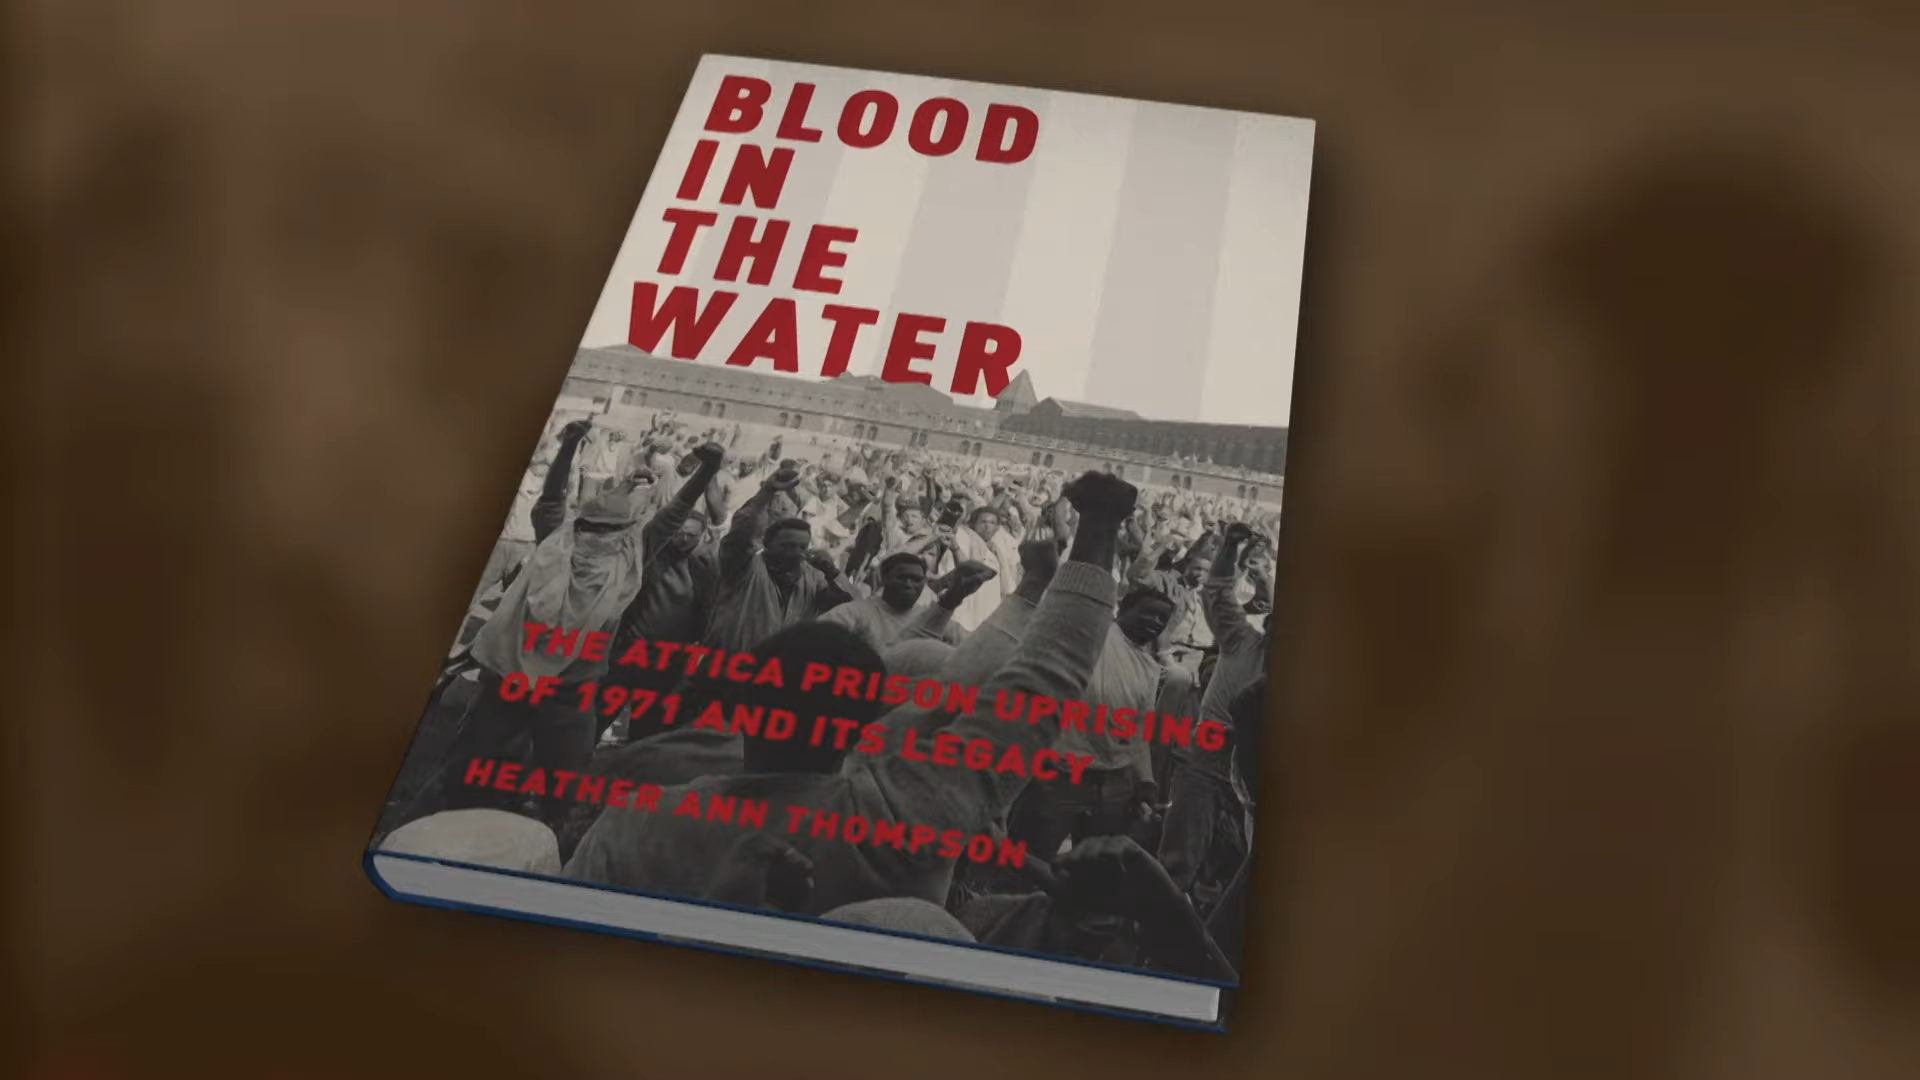 BLOOD
IN
THE
WATER
THE ATTICA PRISON UPRISING
OF 1971 AND ITS LEGACY
HEATHER ANN THOMPSON